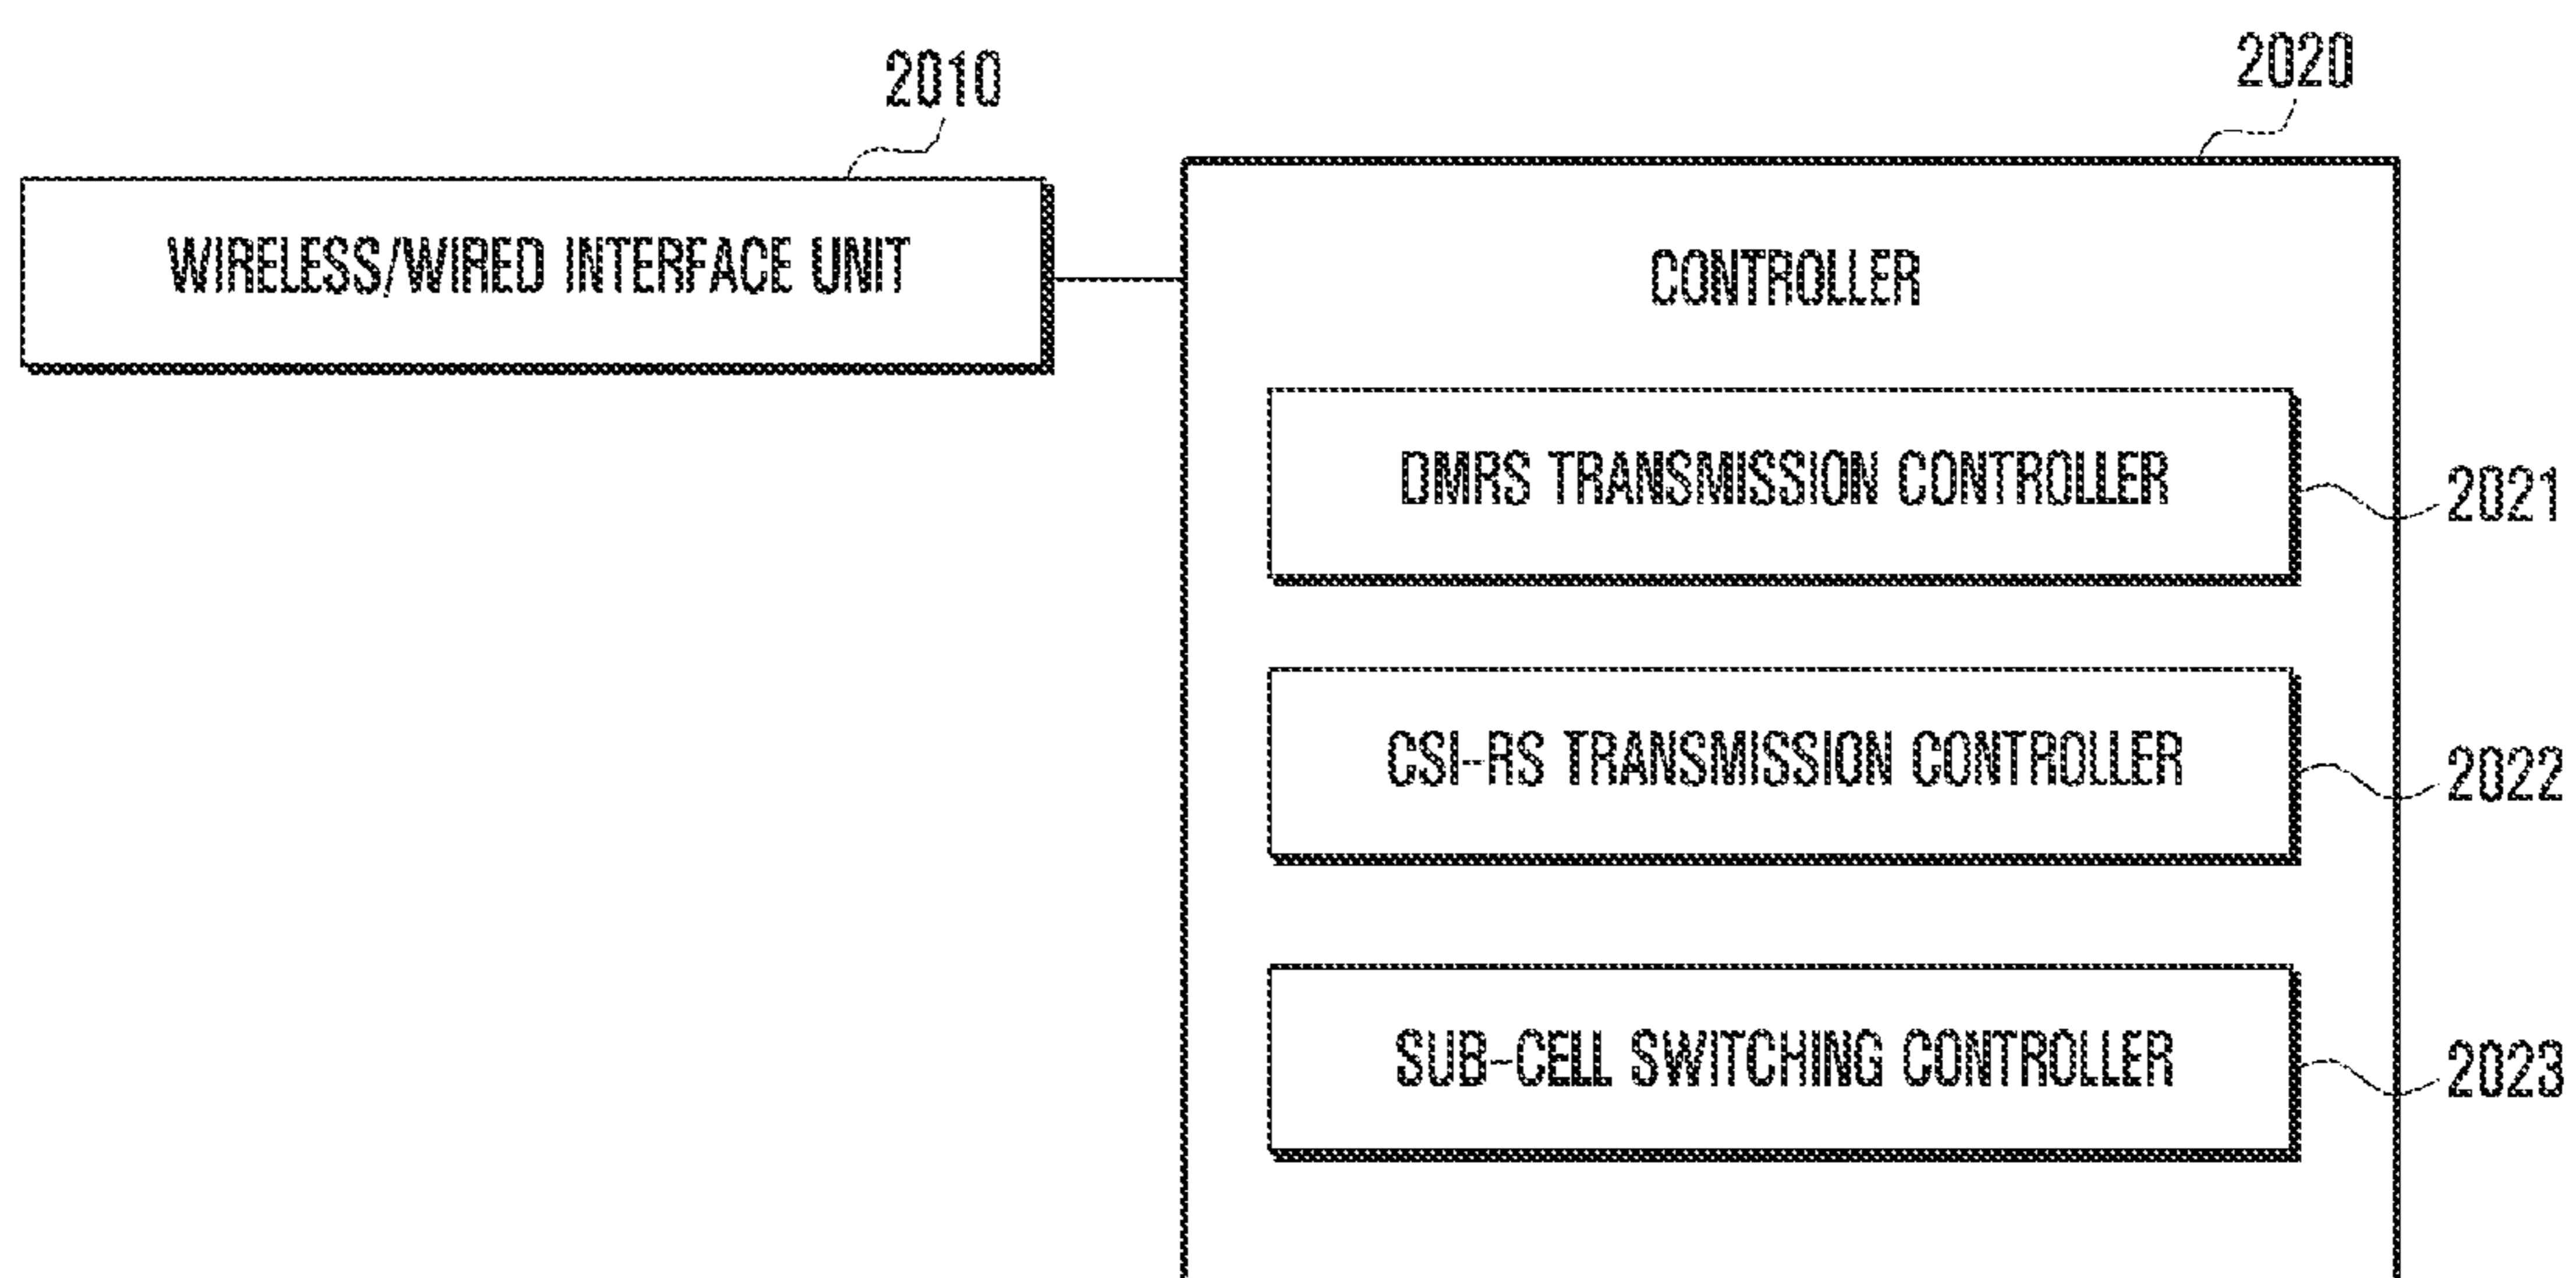 2010
2020
WIRELESS/WIRED INTERFACE UNIT
CONTROLLER
DMRS TRANSMISSION CONTROLLER
2021
CSI-RS TRANSMISSION CONTROLLER
2022
SUB-CELL SWITCHING CONTROLLER
2023